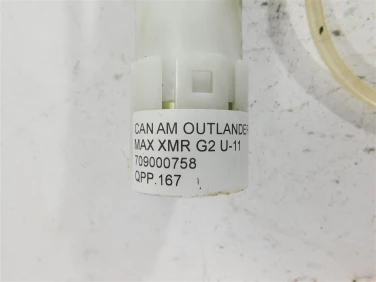 CAN AM OUTLANDER
MAX XMR G2 U-11
709000758
QPP.167